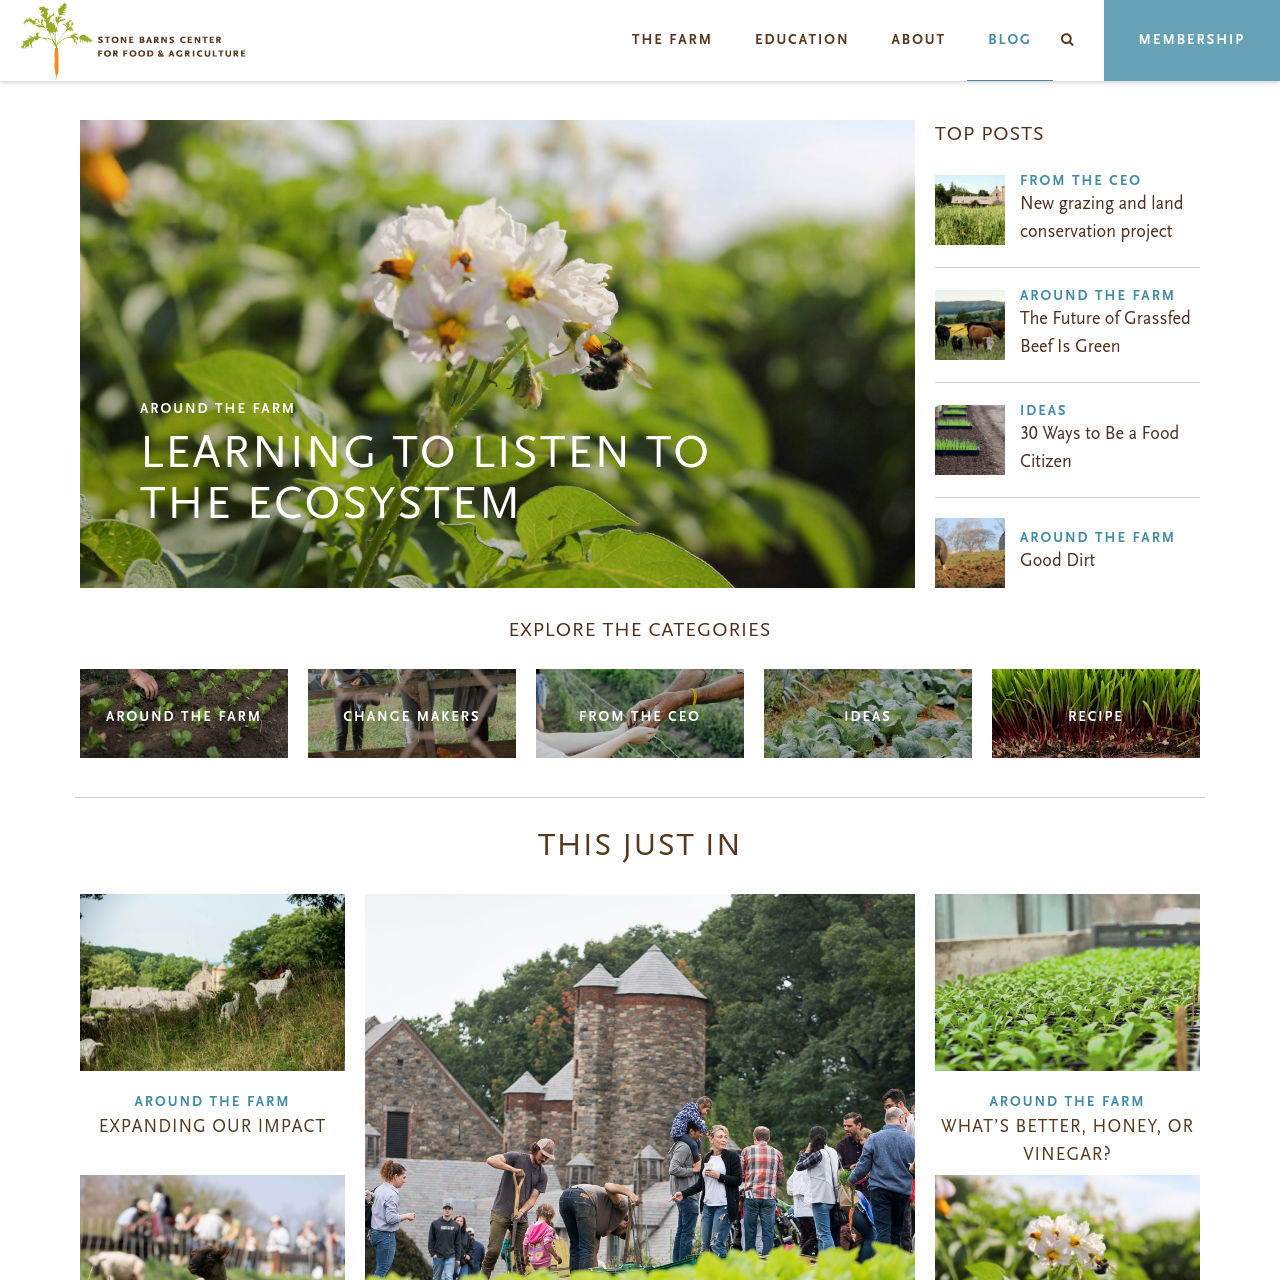 STONE BARNS CENTER
FOR FOOD & AGRICULTURE
THE FARM
EDUCATION
ABOUT
BLOG
MEMBERSHIP
AROUND THE FARM
LEARNING TO LISTEN TO
THE ECOSYSTEM
TOP POSTS
FROM THE CEO
New grazing and land
conservation project
AROUND THE FARM
The Future of Grassfed
Beef Is Green
IDEAS
30 Ways to Be a Food
Citizen
AROUND THE FARM
Good Dirt
EXPLORE THE CATEGORIES
AROUND THE FARM
CHANGE MAKERS
FROM THE CEO
IDEAS
RECIPE
THIS JUST IN
AROUND THE FARM
EXPANDING OUR IMPACT
AROUND THE FARM
WHAT’S BETTER, HONEY, OR
VINEGAR?